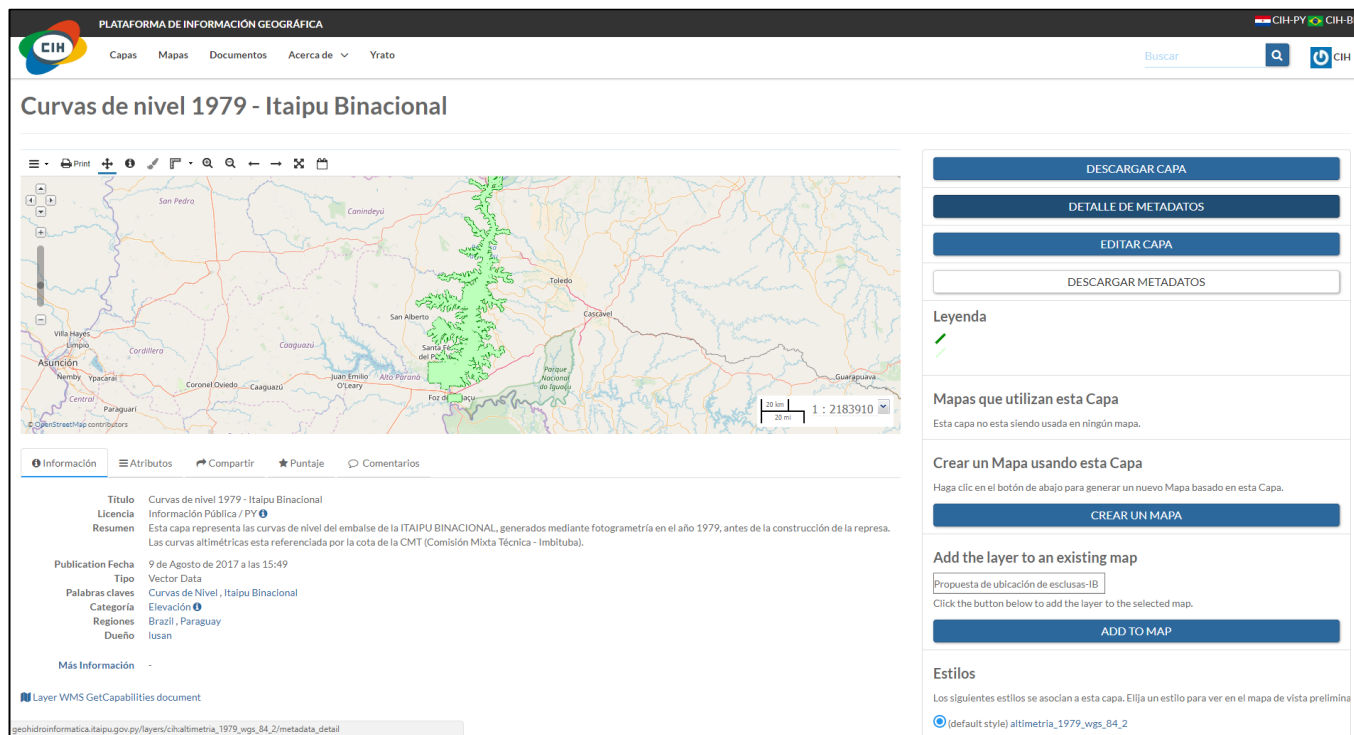 PLATAFORMA DE INFORMACIÓN GEOGRÁFICA
CIH-PY CIH-B
CIH
Capas Mapas Documentos Acerca de Yrato
Buscar
CIH
Curvas de nivel 1979 - Itaipu Binacional
Print
San Pedro
Canindeyú
Toledo
Cascavel
San Alberto
Villa Hayes
Limpio
Cordillera
Caaguazú
Asunción
Nemby
Ypacaraí
Coronel Oviedo
Caaguazú
Juan Emilio
O'Leary
Alto Paraná
Parque
Nacional
do Iguaçu
Guarapuava
Central
Paraguarí
20 km
20 mi
1 : 2183910
© OpenStreetMap contributors
Información Atributos Compartir Puntaje Comentarios
Título Curvas de nivel 1979 - Itaipu Binacional
Licencia Información Pública / PY
Resumen Esta capa representa las curvas de nivel del embalse de la ITAIPU BINACIONAL, generados mediante fotogrametría en el año 1979, antes de la construcción de la represa.
Las curvas altimétricas esta referenciada por la cota de la CMT (Comisión Mixta Técnica - Imbituba).
Publication Fecha 9 de Agosto de 2017 a las 15:49
Tipo Vector Data
Palabras claves Curvas de Nivel , Itaipu Binacional
Categoría Elevación
Regiones Brazil , Paraguay
Dueño lusan
Más Información -
Layer WMS GetCapabilities document
geohidroinformatica.itaipu.gov.py/layers/cih:altimetria_1979_wgs_84_2/metadata_detail
DESCARGAR CAPA
DETALLE DE METADATOS
EDITAR CAPA
DESCARGAR METADATOS
Leyenda
Mapas que utilizan esta Capa
Esta capa no esta siendo usada en ningún mapa.
Crear un Mapa usando esta Capa
Haga clic en el botón de abajo para generar un nuevo Mapa basado en esta Capa.
CREAR UN MAPA
Add the layer to an existing map
Propuesta de ubicación de esclusas-IB
Click the button below to add the layer to the selected map.
ADD TO MAP
Estilos
Los siguientes estilos se asocian a esta capa. Elija un estilo para ver en el mapa de vista prelimina
(default style) altimetria_1979_wgs_84_2